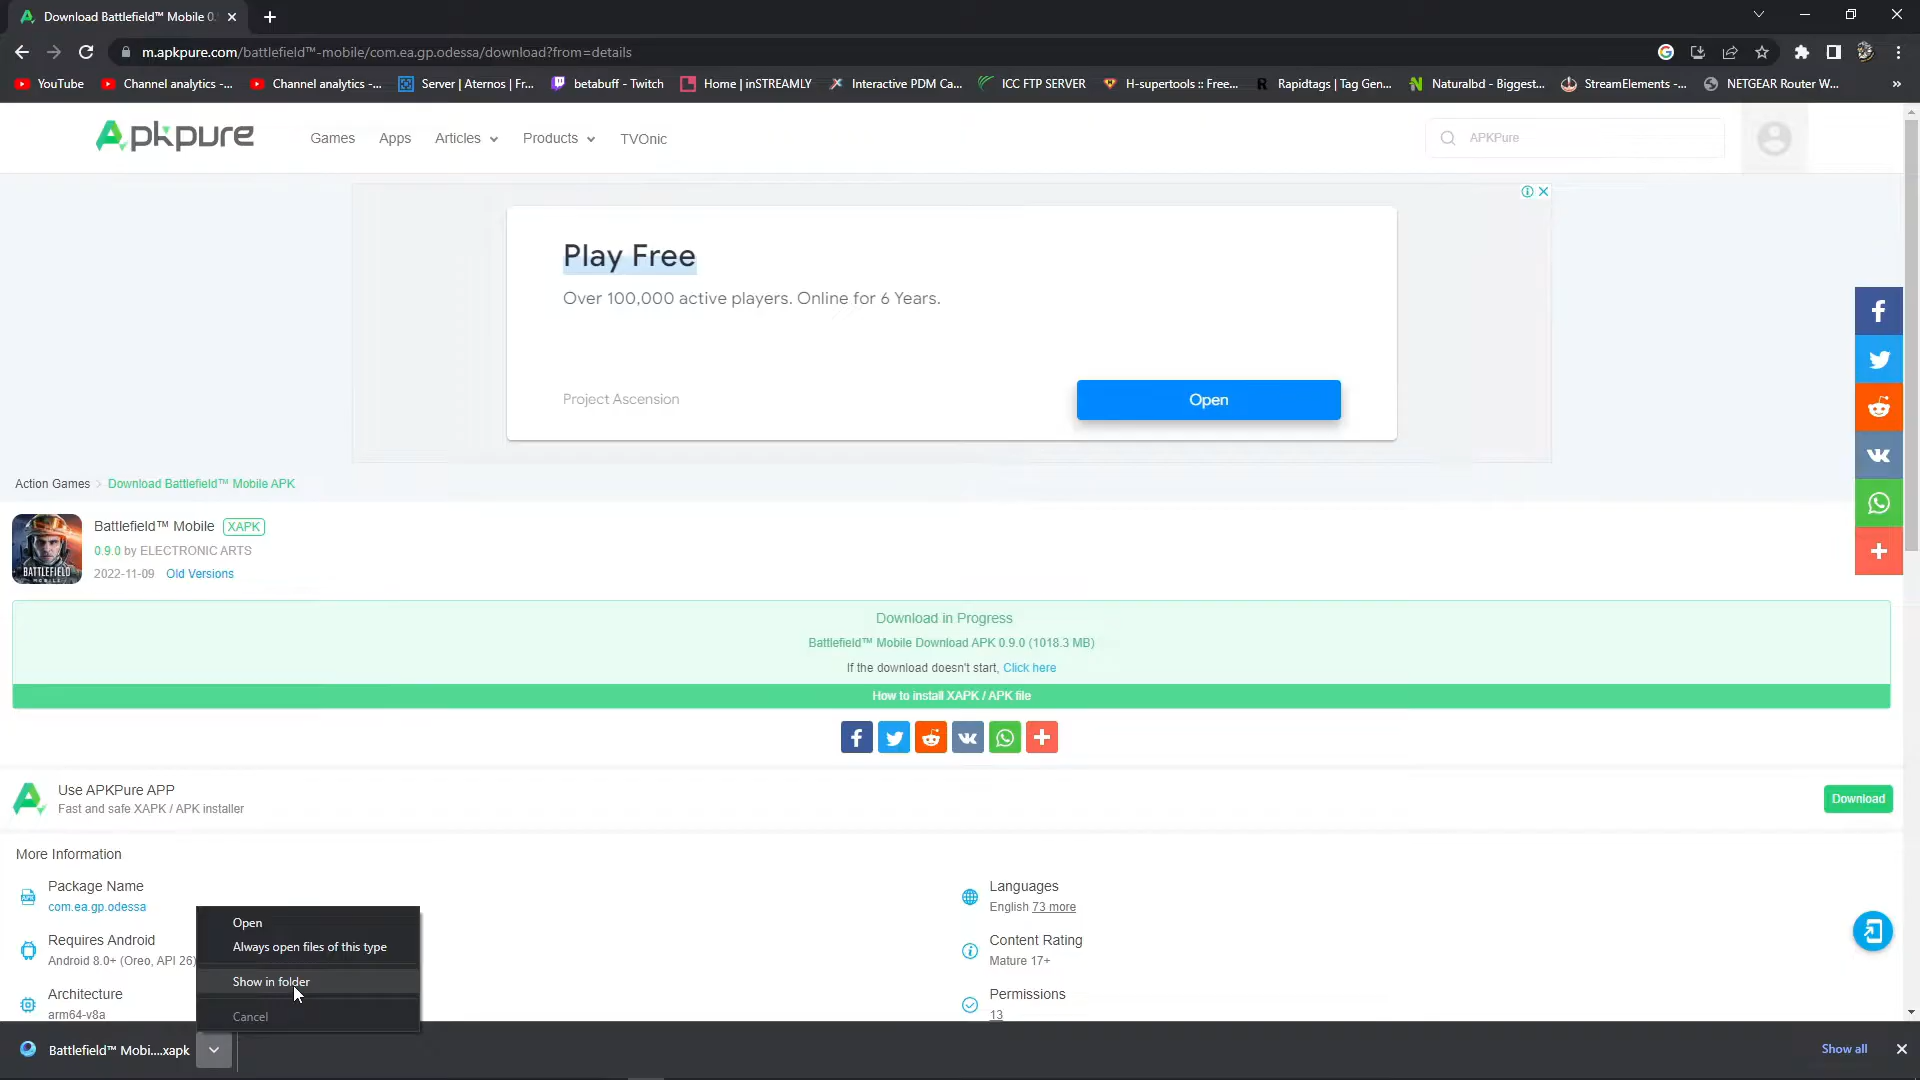 Download Battlefield™ Mobile 0.9
m.apkpure.com/battlefield™-mobile/com.ea.gp.odessa/download?from=details
YouTube
Channel analytics -...
Channel analytics -...
Server | Aternos | Fr...
betabuff - Twitch
Home | inSTREAMLY
Interactive PDM Ca...
ICC FTP SERVER
H-supertools :: Free...
Rapidtags | Tag Gen...
Naturalbd - Biggest...
StreamElements -...
NETGEAR Router W...
Apkpure
Games
Apps
Articles
Products
TVOnic
APKPure
Play Free
Over 100,000 active players. Online for 6 Years.
Project Ascension
Open
Action Games
Download Battlefield™ Mobile APK
BATTLEFIELD
MOBILE
Battlefield™ Mobile XAPK
0.9.0 by ELECTRONIC ARTS
2022-11-09 Old Versions
Download in Progress
Battlefield™ Mobile Download APK 0.9.0 (1018.3 MB)
If the download doesn't start, Click here
How to install XAPK / APK file
Use APKPure APP
Fast and safe XAPK / APK installer
Download
More Information
Package Name
com.ea.gp.odessa
Languages
English 73 more
Requires Android
Android 8.0+ (Oreo, API 26)
Content Rating
Mature 17+
Architecture
arm64-v8a
Permissions
13
Open
Always open files of this type
Show in folder
Cancel
Battlefield™ Mobi....xapk
Show all